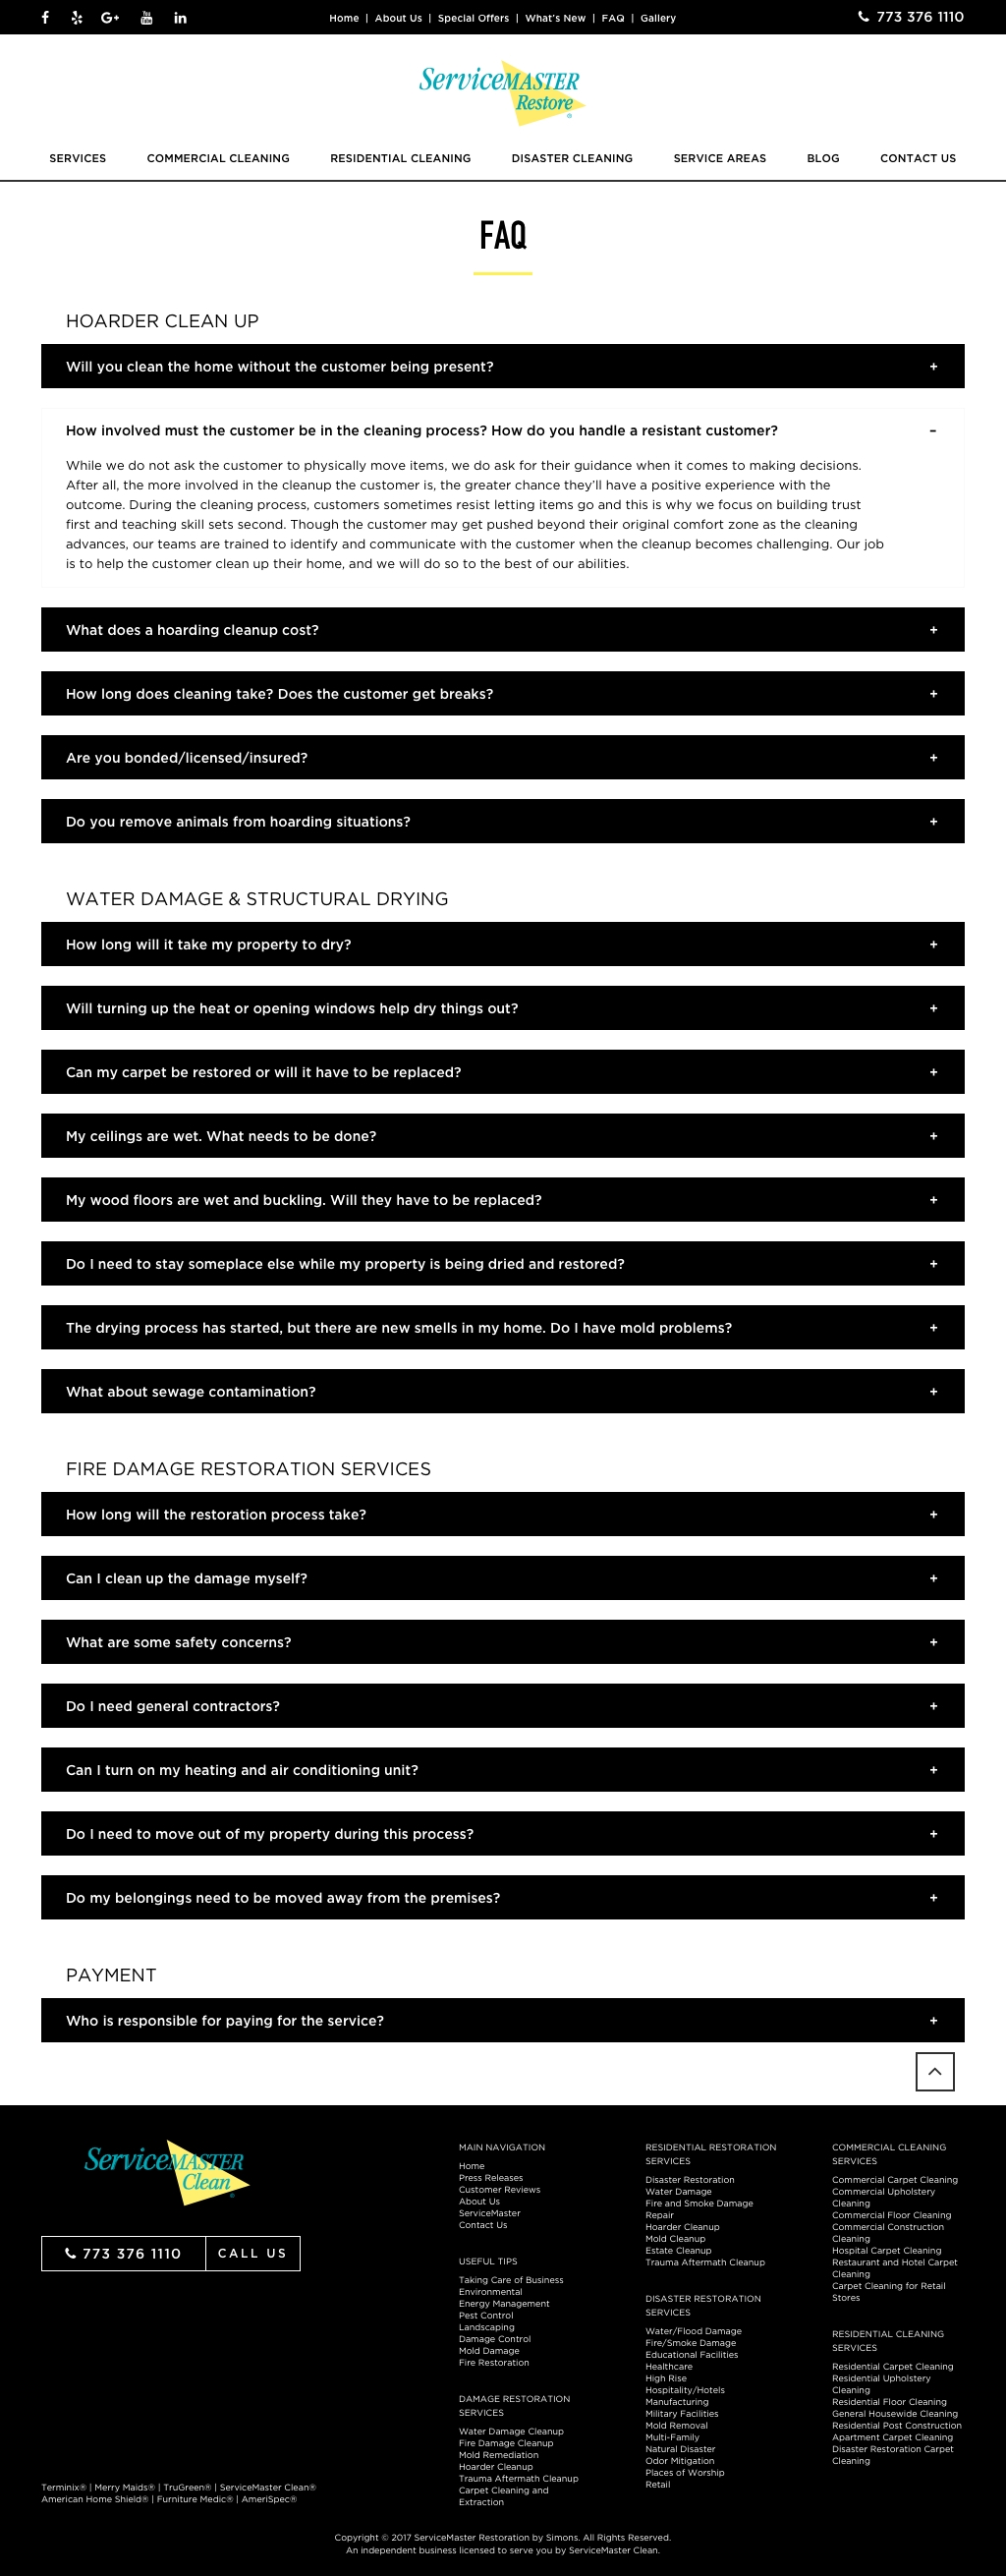 Home | About Us | Special Offers | What's New | FAQ | Gallery
773 376 1110
ServiceMASTER
Restore®
SERVICES COMMERCIAL CLEANING RESIDENTIAL CLEANING DISASTER CLEANING SERVICE AREAS BLOG CONTACT US
FAQ
HOARDER CLEAN UP
Will you clean the home without the customer being present? +
How involved must the customer be in the cleaning process? How do you handle a resistant customer? –
While we do not ask the customer to physically move items, we do ask for their guidance when it comes to making decisions.
After all, the more involved in the cleanup the customer is, the greater chance they'll have a positive experience with the
outcome. During the cleaning process, customers sometimes resist letting items go and this is why we focus on building trust
first and teaching skill sets second. Though the customer may get pushed beyond their original comfort zone as the cleaning
advances, our teams are trained to identify and communicate with the customer when the cleanup becomes challenging. Our job
is to help the customer clean up their home, and we will do so to the best of our abilities.
What does a hoarding cleanup cost? +
How long does cleaning take? Does the customer get breaks? +
Are you bonded/licensed/insured? +
Do you remove animals from hoarding situations? +
WATER DAMAGE & STRUCTURAL DRYING
How long will it take my property to dry? +
Will turning up the heat or opening windows help dry things out? +
Can my carpet be restored or will it have to be replaced? +
My ceilings are wet. What needs to be done? +
My wood floors are wet and buckling. Will they have to be replaced? +
Do I need to stay someplace else while my property is being dried and restored? +
The drying process has started, but there are new smells in my home. Do I have mold problems? +
What about sewage contamination? +
FIRE DAMAGE RESTORATION SERVICES
How long will the restoration process take? +
Can I clean up the damage myself? +
What are some safety concerns? +
Do I need general contractors? +
Can I turn on my heating and air conditioning unit? +
Do I need to move out of my property during this process? +
Do my belongings need to be moved away from the premises? +
PAYMENT
Who is responsible for paying for the service? +
ServiceMASTER
Clean®
773 376 1110 CALL US
Terminix® | Merry Maids® | TruGreen® | ServiceMaster Clean®
American Home Shield® | Furniture Medic® | AmeriSpec®
MAIN NAVIGATION
Home
Press Releases
Customer Reviews
About Us
ServiceMaster
Contact Us
USEFUL TIPS
Taking Care of Business
Environmental
Energy Management
Pest Control
Landscaping
Damage Control
Mold Damage
Fire Restoration
DAMAGE RESTORATION
SERVICES
Water Damage Cleanup
Fire Damage Cleanup
Mold Remediation
Hoarder Cleanup
Trauma Aftermath Cleanup
Carpet Cleaning and
Extraction
RESIDENTIAL RESTORATION
SERVICES
Disaster Restoration
Water Damage
Fire and Smoke Damage
Repair
Hoarder Cleanup
Mold Cleanup
Estate Cleanup
Trauma Aftermath Cleanup
DISASTER RESTORATION
SERVICES
Water/Flood Damage
Fire/Smoke Damage
Educational Facilities
Healthcare
High Rise
Hospitality/Hotels
Manufacturing
Military Facilities
Mold Removal
Multi-Family
Natural Disaster
Odor Mitigation
Places of Worship
Retail
COMMERCIAL CLEANING
SERVICES
Commercial Carpet Cleaning
Commercial Upholstery
Cleaning
Commercial Floor Cleaning
Commercial Construction
Cleaning
Hospital Carpet Cleaning
Restaurant and Hotel Carpet
Cleaning
Carpet Cleaning for Retail
Stores
RESIDENTIAL CLEANING
SERVICES
Residential Carpet Cleaning
Residential Upholstery
Cleaning
Residential Floor Cleaning
General Housewide Cleaning
Residential Post Construction
Apartment Carpet Cleaning
Disaster Restoration Carpet
Cleaning
Copyright © 2017 ServiceMaster Restoration by Simons. All Rights Reserved.
An independent business licensed to serve you by ServiceMaster Clean.